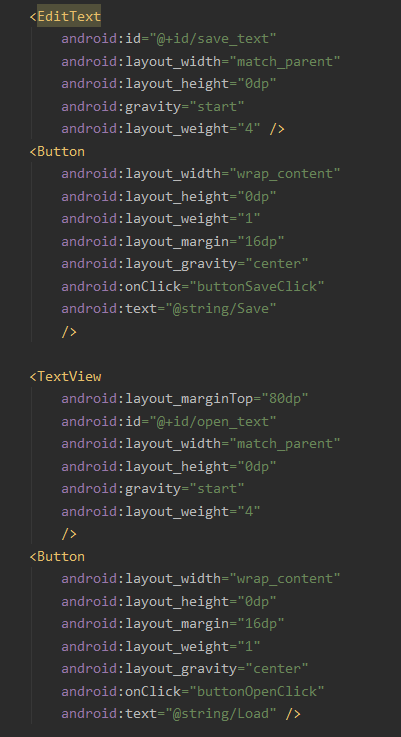 <EditText
android:id="@+id/save_text"
android:layout_width="match_parent"
android:layout_height="0dp"
android:gravity="start"
android:layout_weight="4" />
<Button
android:layout_width="wrap_content"
android:layout_height="0dp"
android:layout_weight="1"
android:layout_margin="16dp"
android:layout_gravity="center"
android:onClick="buttonSaveClick"
android:text="@string/Save"
/>
<TextView
android:layout_marginTop="80dp"
android:id="@+id/open_text"
android:layout_width="match_parent"
android:layout_height="0dp"
android:gravity="start"
android:layout_weight="4"
/>
<Button
android:layout_width="wrap_content"
android:layout_height="0dp"
android:layout_margin="16dp"
android:layout_weight="1"
android:layout_gravity="center"
android:onClick="buttonOpenClick"
android:text="@string/Load" />